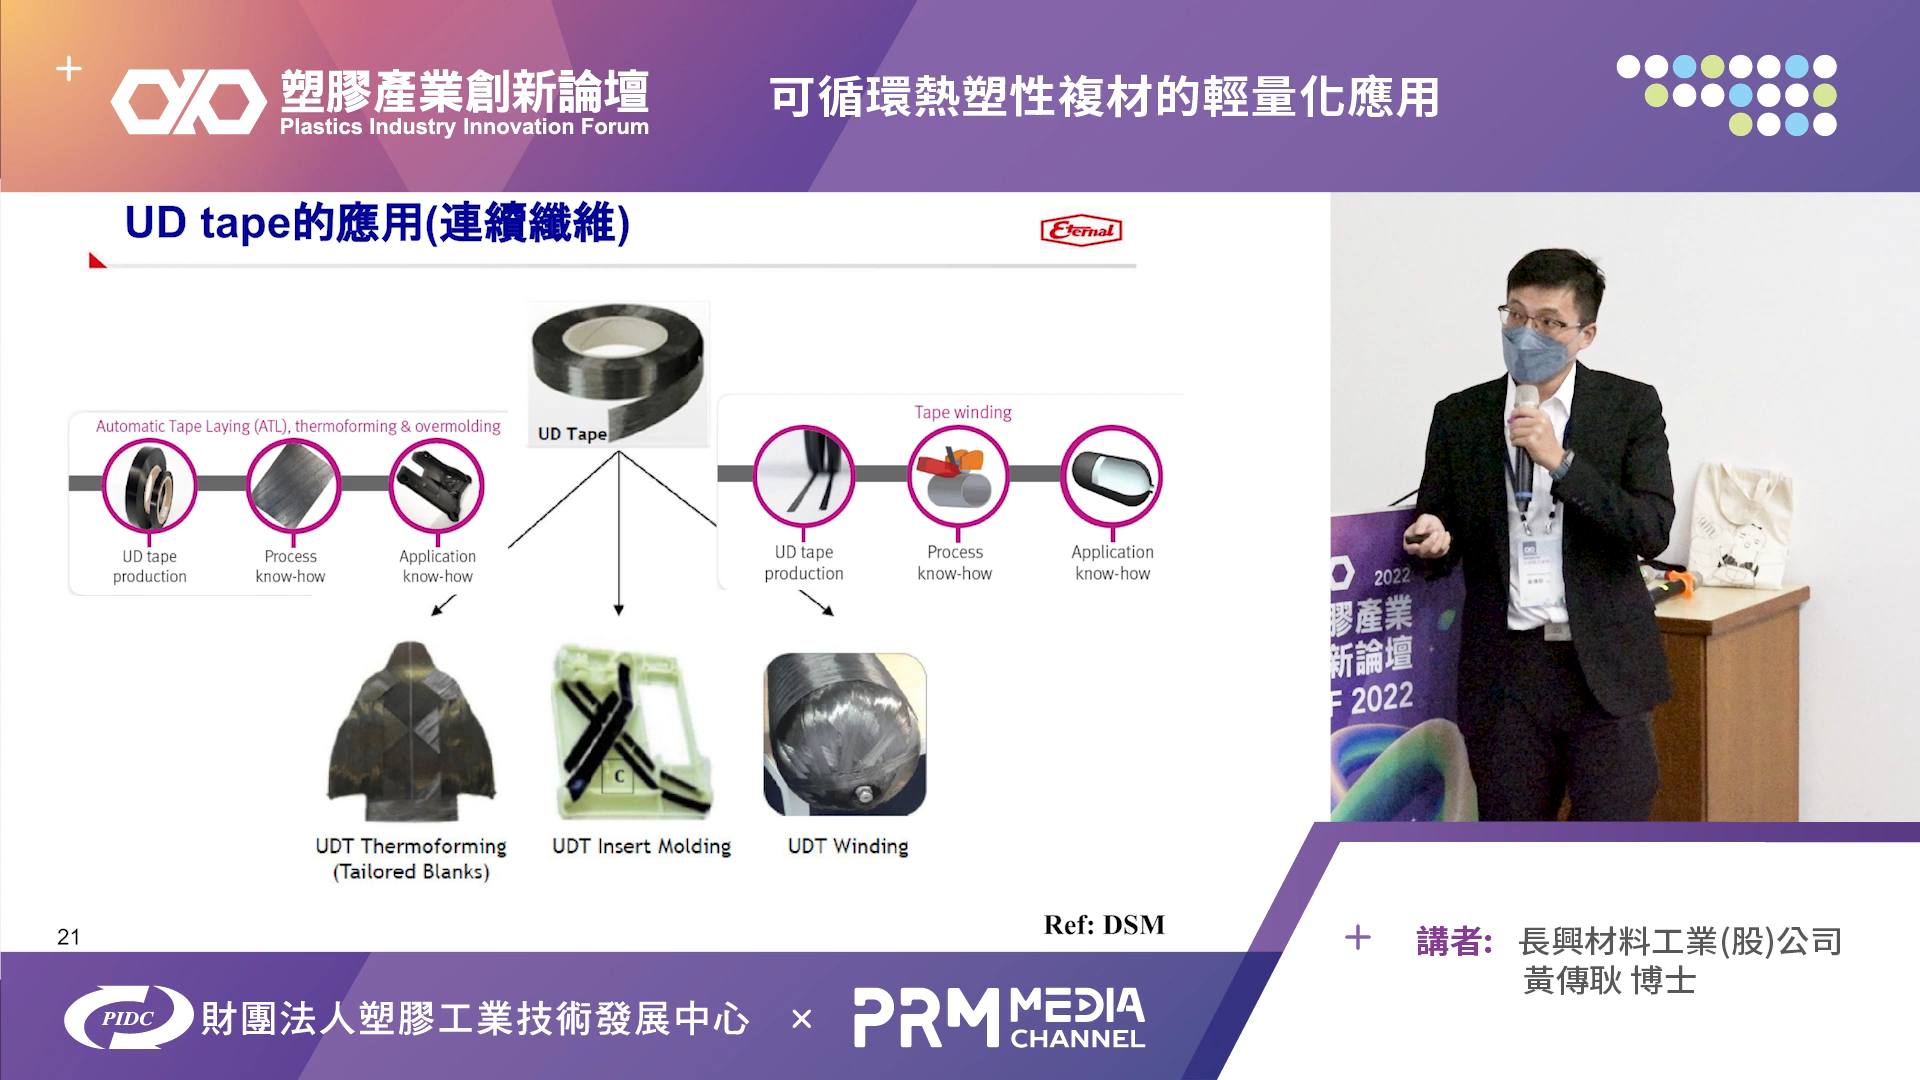 塑膠產業創新論壇
Plastics Industry Innovation Forum
可循環熱塑性複材的輕量化應用
UD tape的應用(連續纖維)
Eternal
UD Tape
Automatic Tape Laying (ATL), thermoforming & overmolding
UD tape
production
Process
know-how
Application
know-how
Tape winding
UD tape
production
Process
know-how
Application
know-how
C
UDT Thermoforming
(Tailored Blanks)
UDT Insert Molding
UDT Winding
Ref: DSM
21
2022
膠產業
新論壇
F 2022
講者: 長興材料工業(股)公司
黃傳耿 博士
PIDC 財團法人塑膠工業技術發展中心 × PRM MEDIA CHANNEL